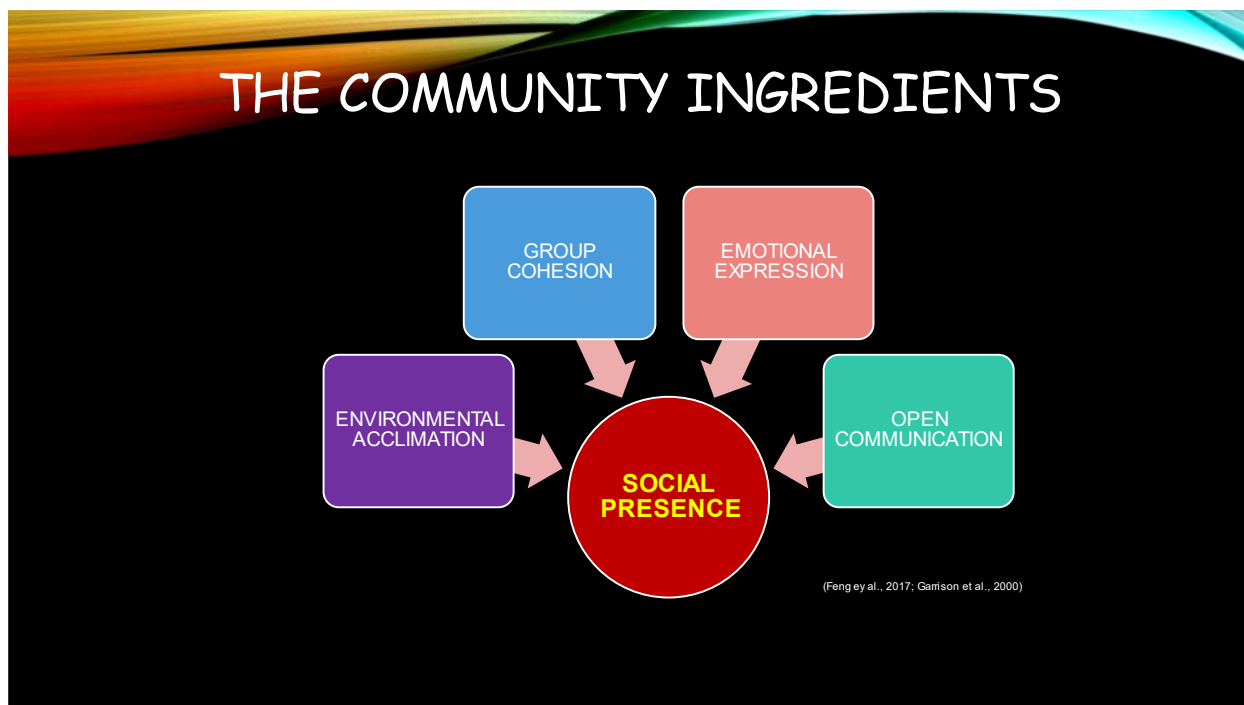 THE COMMUNITY INGREDIENTS
GROUP
COHESION
EMOTIONAL
EXPRESSION
ENVIRONMENTAL
ACCLIMATION
OPEN
COMMUNICATION
SOCIAL
PRESENCE
(Feng ey al., 2017; Garrison et al., 2000)